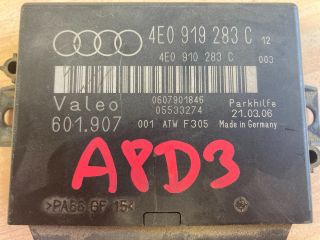 4E0 919 283 C 12
4E0 910 283 C 003
Valeo 0607901846 Parkhilfe
601.907 05533274 21.03.06
001 ATW F305 Made in Germany
A8D3
>PA66 GF 15<